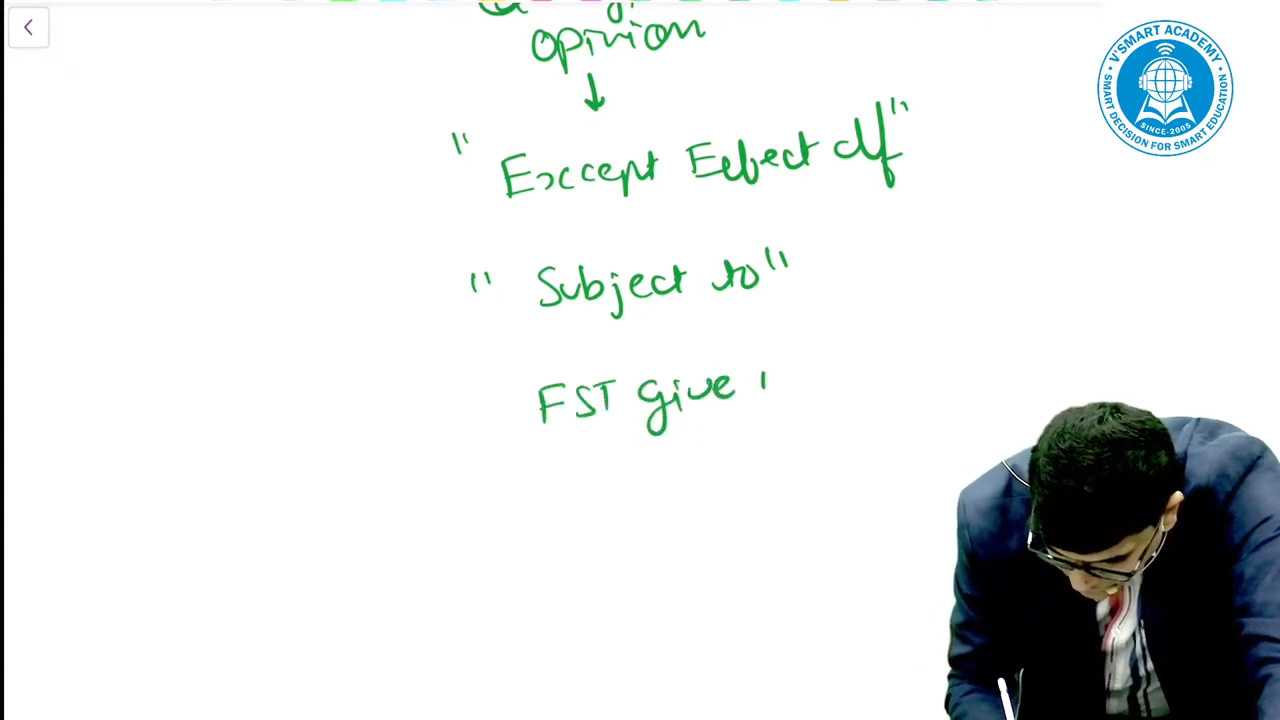 opinion
"Except Effect of"
"Subject to"
FST give
V'SMART ACADEMY
SINCE-2005
SMART DECISION FOR SMART EDUCATION